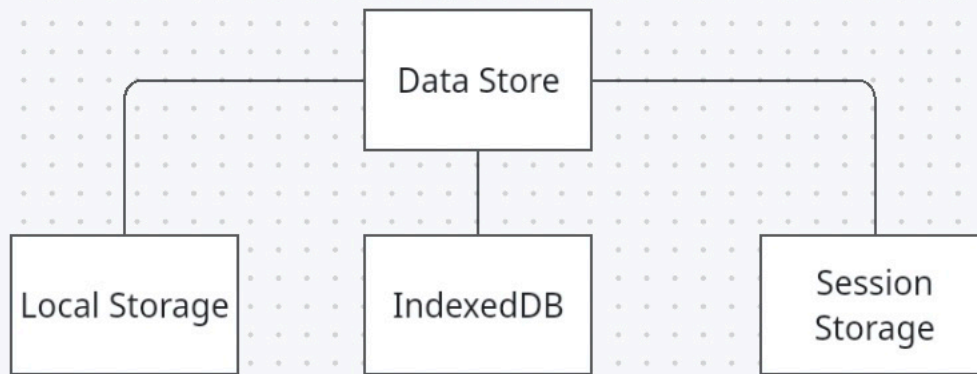 Data Store
Local Storage
IndexedDB
Session
Storage